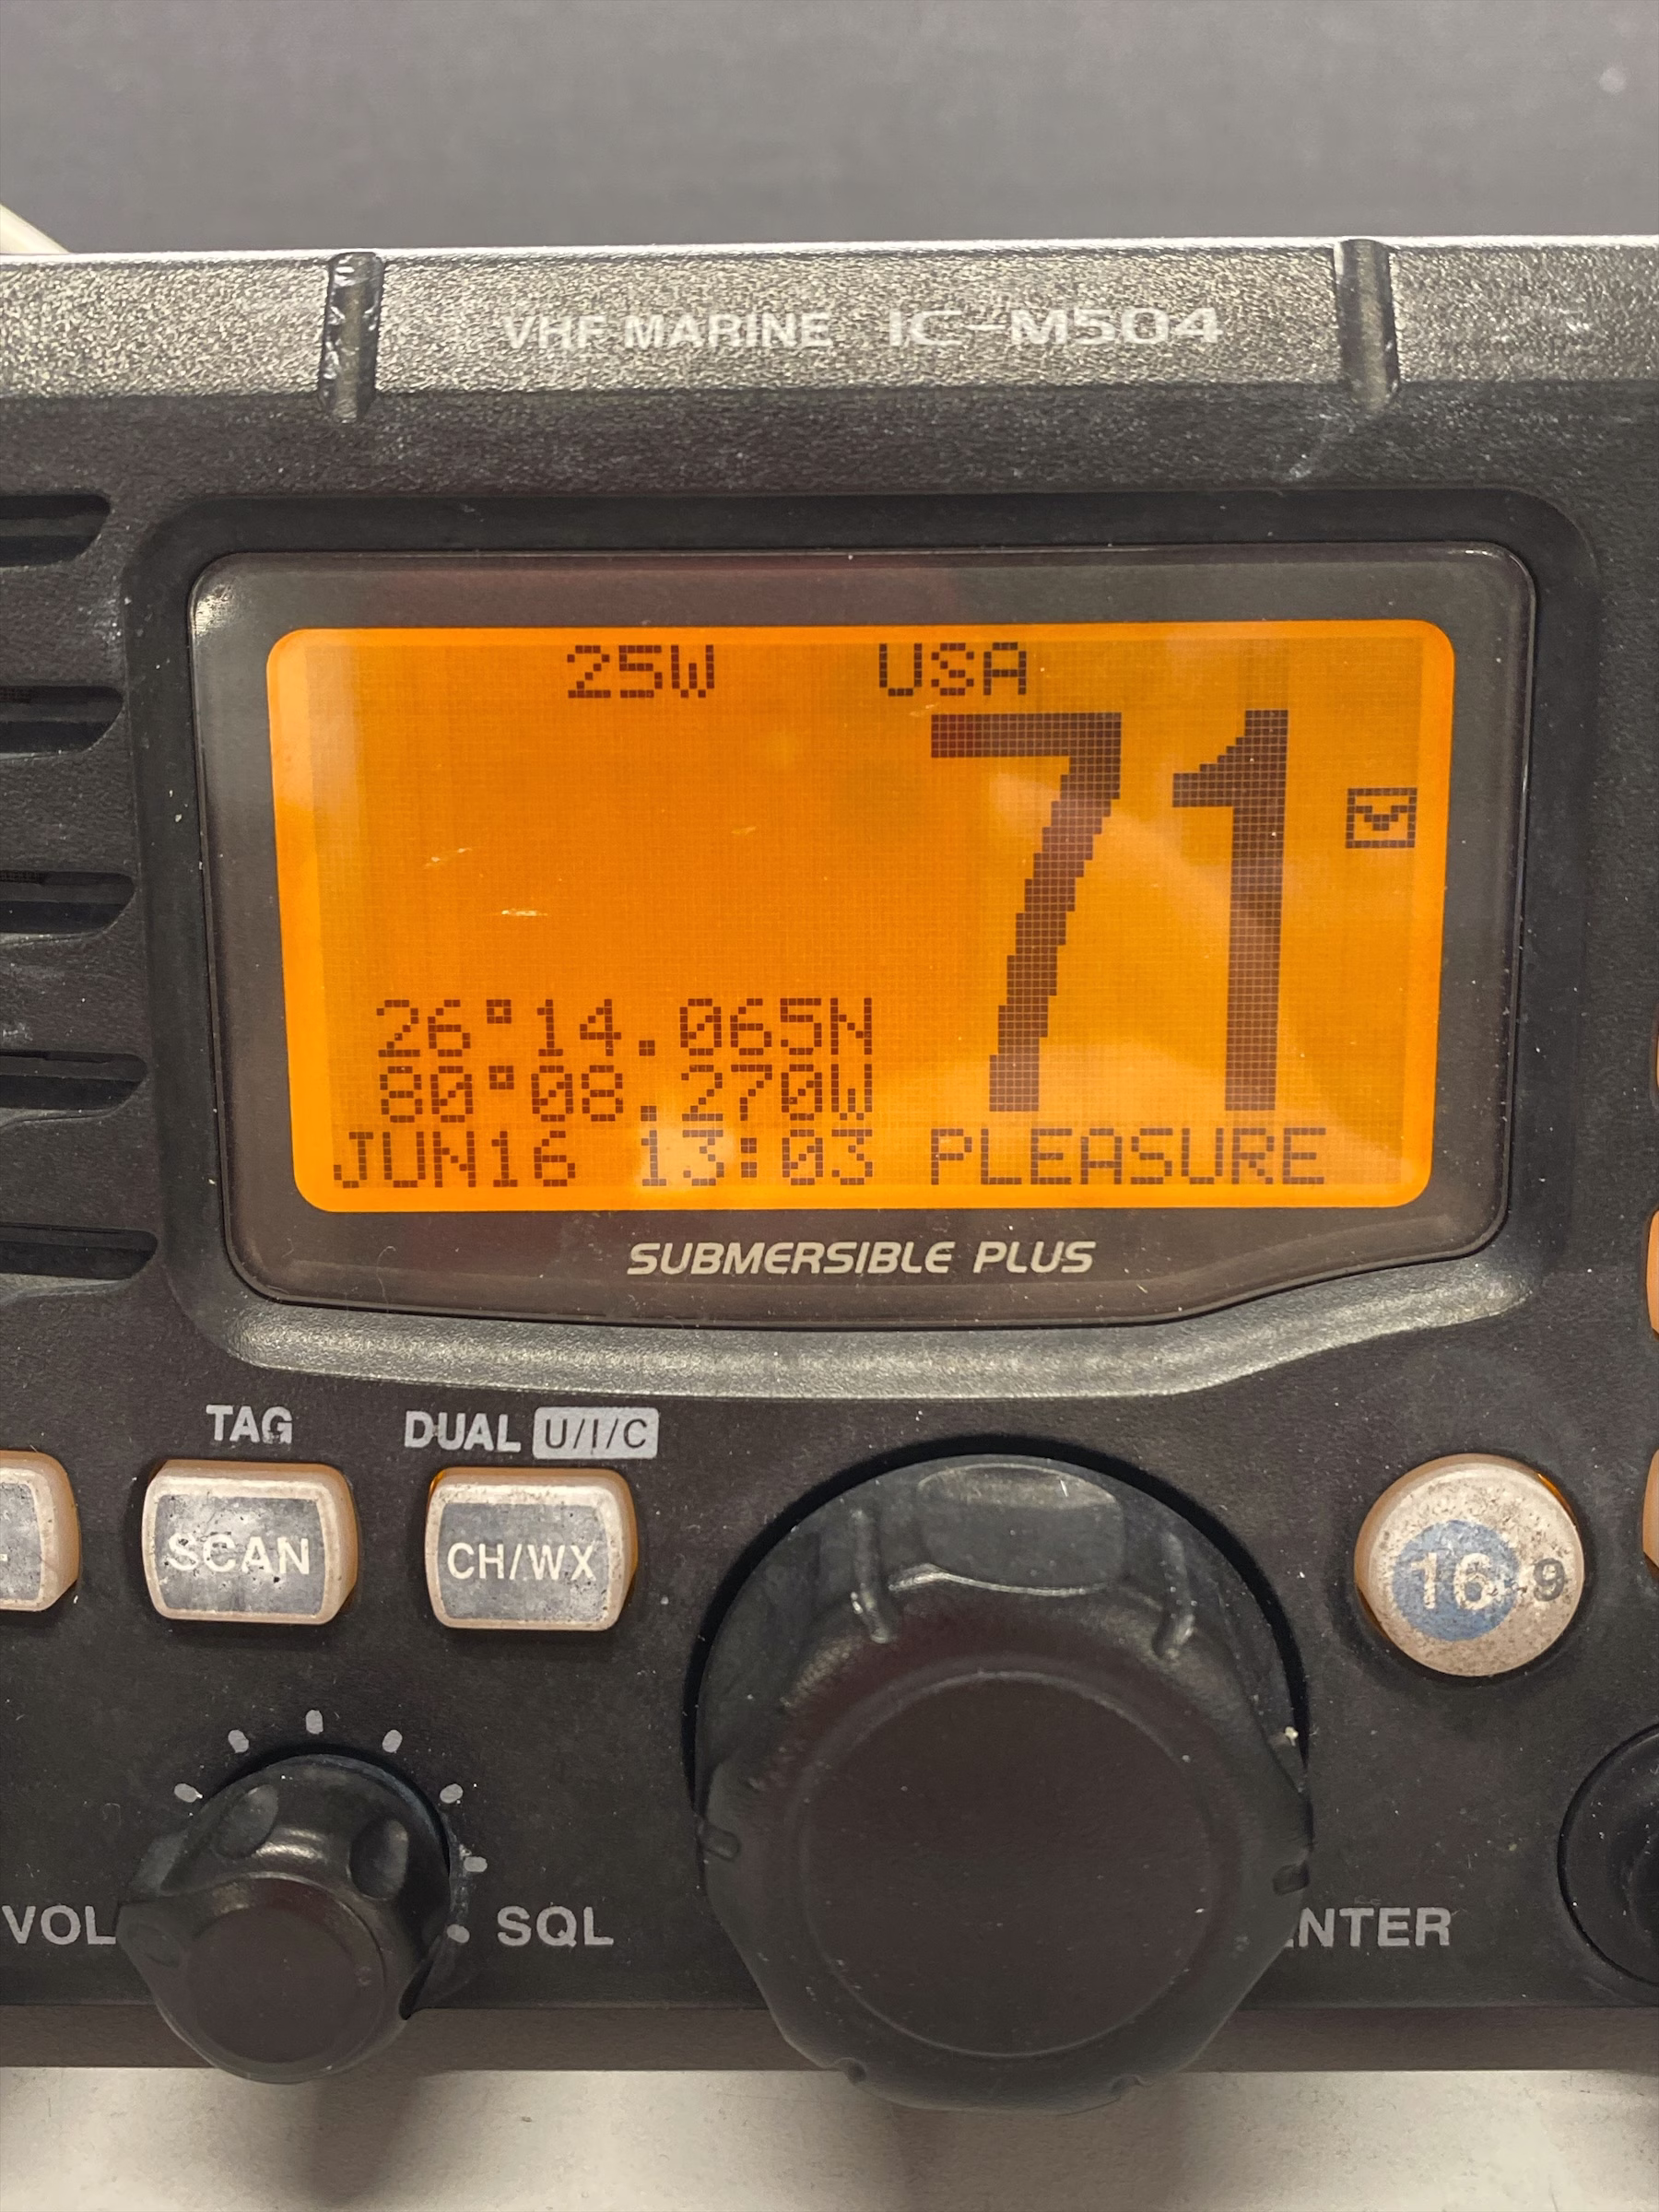 VHF MARINE IC-M504
25W USA
71
26°14.065N
80°08.270W
JUN16 13:03 PLEASURE
SUBMERSIBLE PLUS
TAG DUAL U/I/C
SCAN CH/WX 16 9
VOL SQL